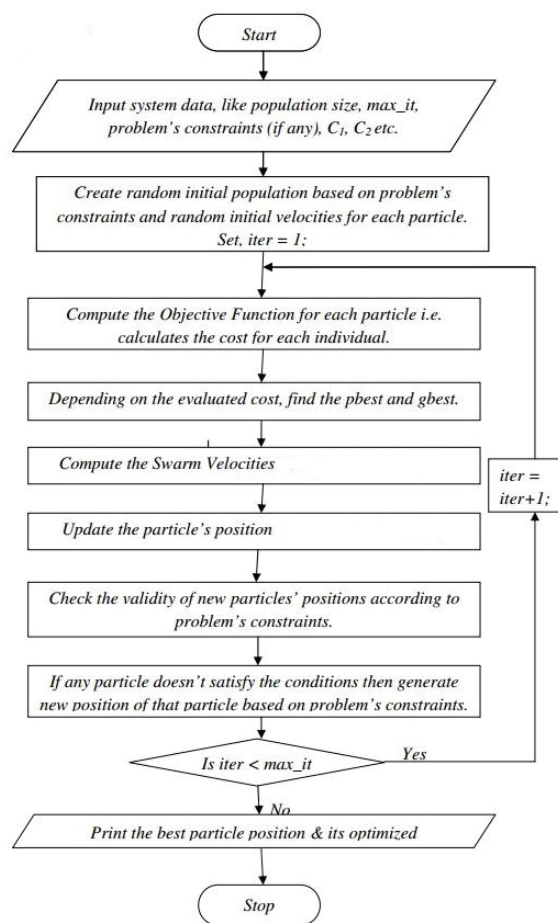 Start
Input system data, like population size, max_it,
problem's constraints (if any), C1, C2 etc.
Create random initial population based on problem's
constraints and random initial velocities for each particle.
Set, iter = 1;
Compute the Objective Function for each particle i.e.
calculates the cost for each individual.
Depending on the evaluated cost, find the pbest and gbest.
Compute the Swarm Velocities
iter =
iter+1;
Update the particle's position
Check the validity of new particles' positions according to
problem's constraints.
If any particle doesn't satisfy the conditions then generate
new position of that particle based on problem's constraints.
Is iter < max_it
Yes
No
Print the best particle position & its optimized
Stop